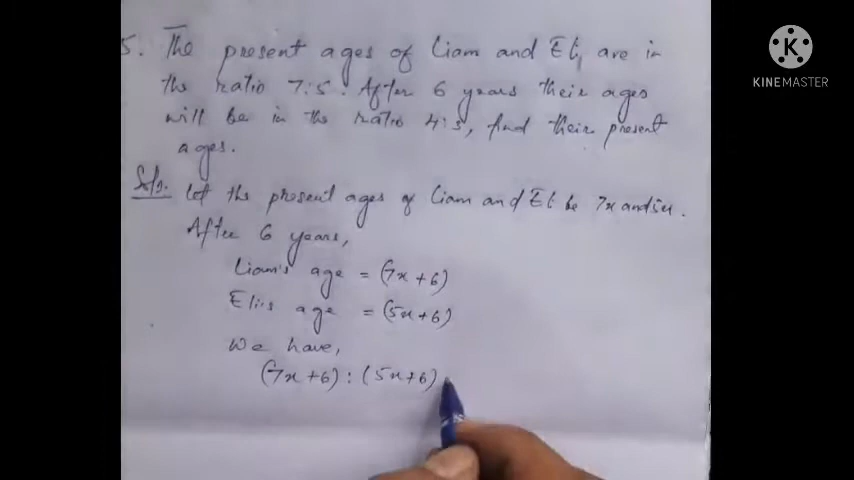 5. The present ages of Liam and Eli are in
the ratio 7:5. After 6 years their ages
will be in the ratio 4:3, find their present
ages.
Soln. Let the present ages of Liam and Eli be 7x and 5x.
After 6 years,
Liam's age = (7x+6)
Eli's age = (5x+6)
We have,
(7x+6) : (5x+6)
K
KINEMASTER